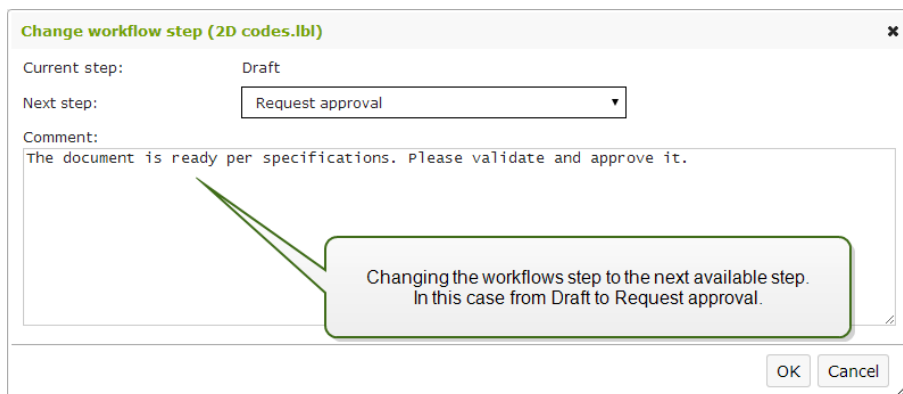 Change workflow step (2D codes.lbl)
Current step: Draft
Next step: Request approval
Comment:
The document is ready per specifications. Please validate and approve it.
Changing the workflows step to the next available step.
In this case from Draft to Request approval.
OK Cancel